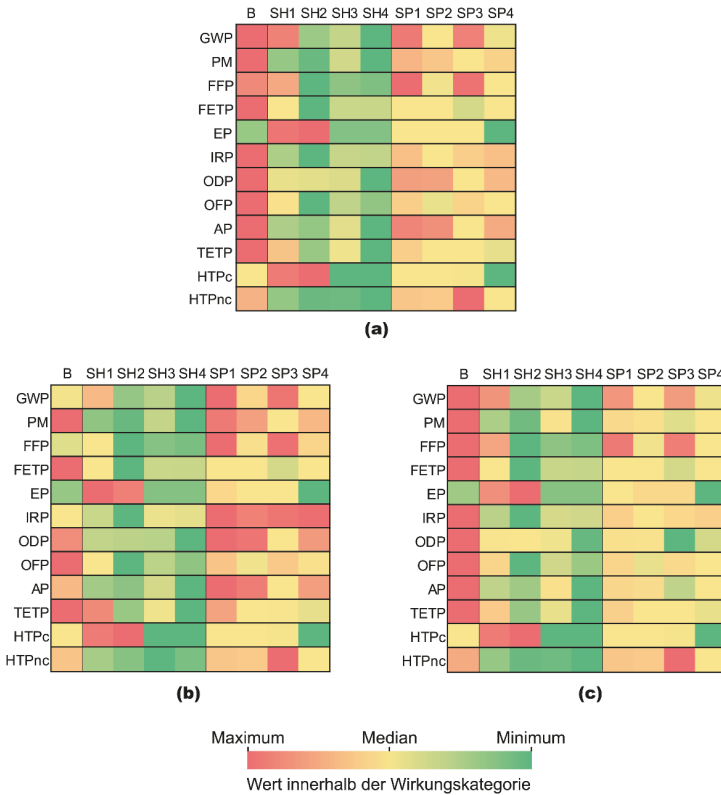 B SH1 SH2 SH3 SH4 SP1 SP2 SP3 SP4
GWP
PM
FFP
FETP
EP
IRP
ODP
OFP
AP
TETP
HTPc
HTPnc
(a)
B SH1 SH2 SH3 SH4 SP1 SP2 SP3 SP4
GWP
PM
FFP
FETP
EP
IRP
ODP
OFP
AP
TETP
HTPc
HTPnc
(b)
B SH1 SH2 SH3 SH4 SP1 SP2 SP3 SP4
GWP
PM
FFP
FETP
EP
IRP
ODP
OFP
AP
TETP
HTPc
HTPnc
(c)
Maximum Median Minimum
Wert innerhalb der Wirkungskategorie